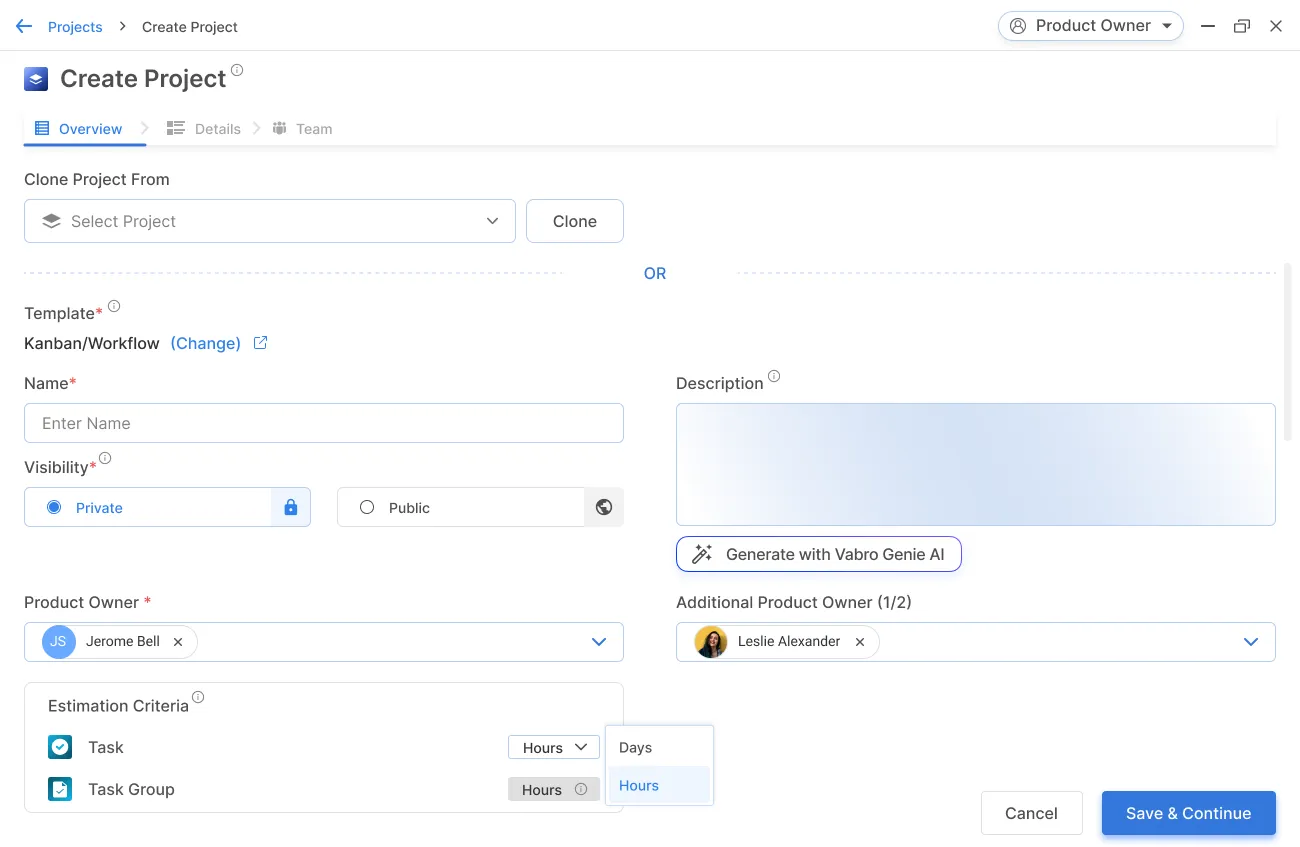 Projects > Create Project
Product Owner
Create Project
Overview > Details > Team
Clone Project From
Select Project
Clone
OR
Template*
Kanban/Workflow (Change)
Name*
Enter Name
Visibility*
Private
Public
Description
Generate with Vabro Genie AI
Product Owner *
JS Jerome Bell
Additional Product Owner (1/2)
Leslie Alexander
Estimation Criteria
Task
Hours
Task Group
Hours
Days
Hours
Cancel
Save & Continue